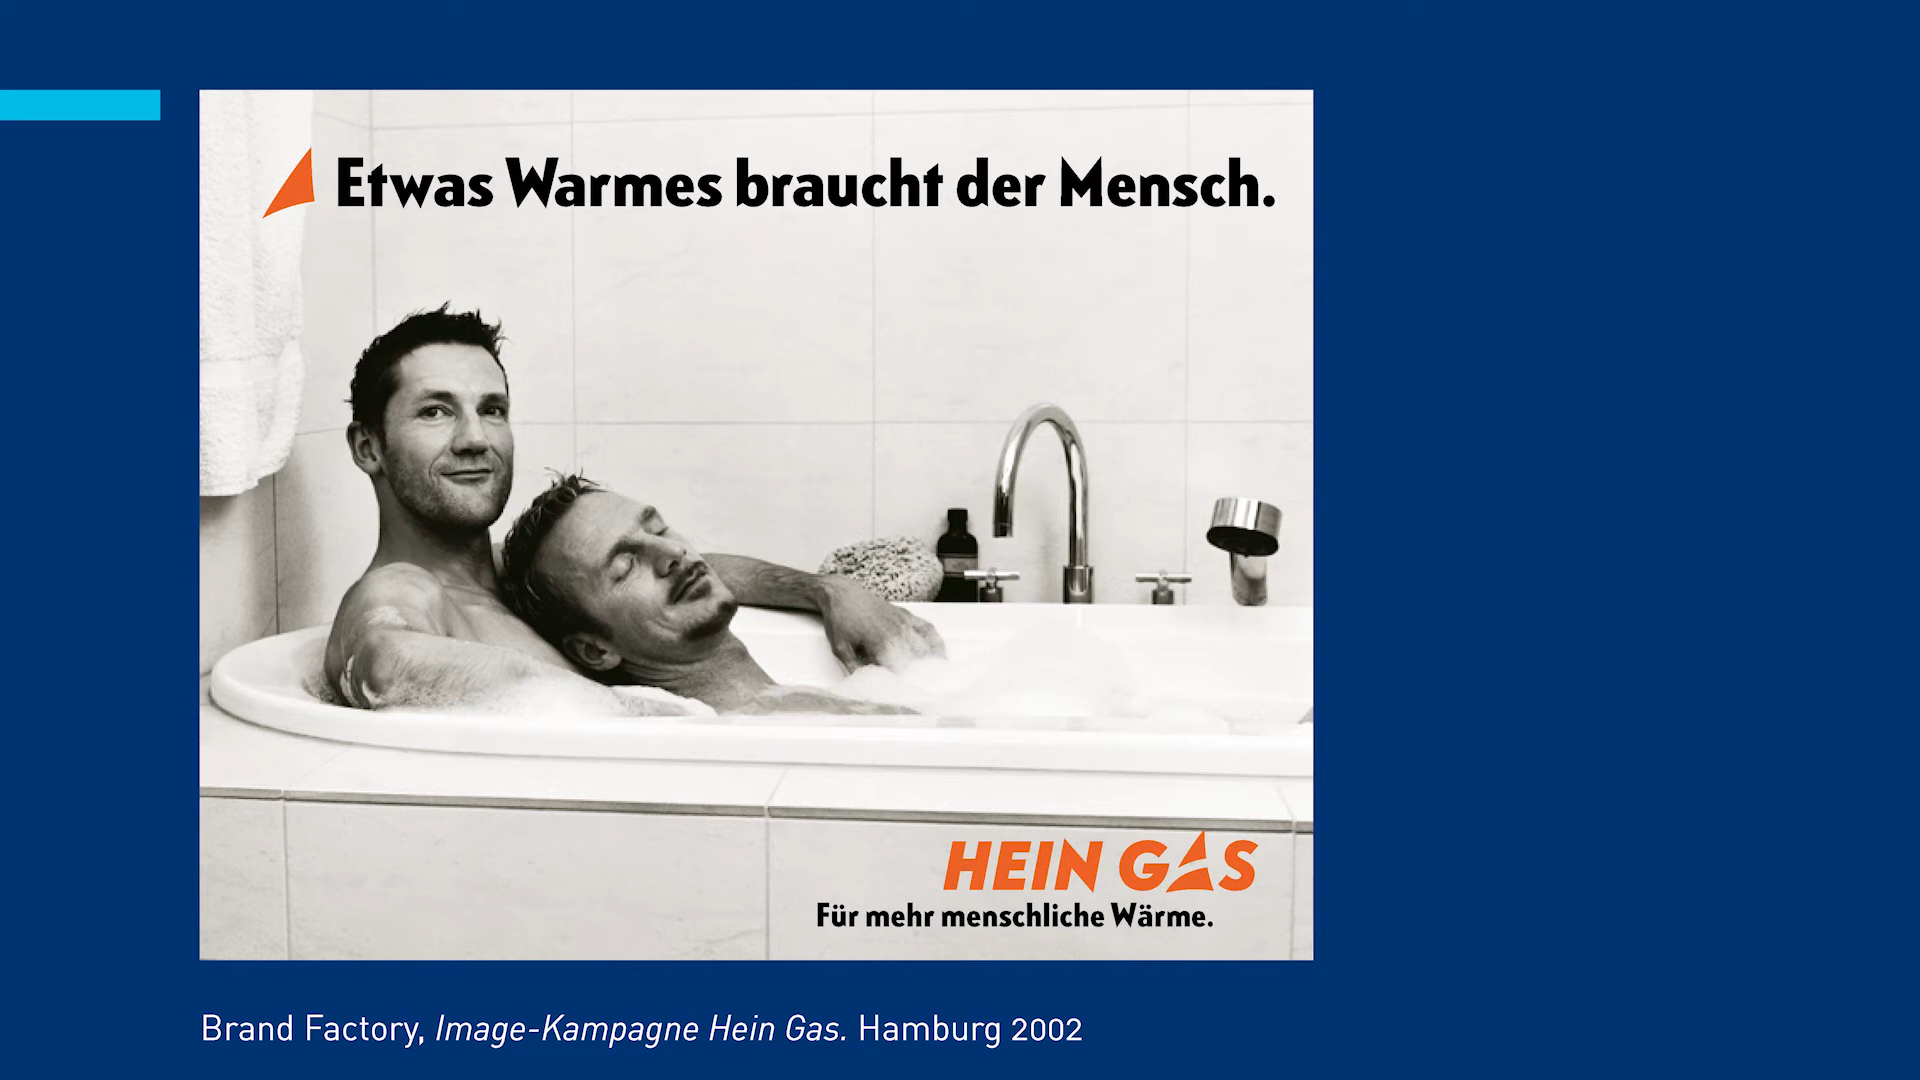 Etwas Warmes braucht der Mensch.
HEIN GAS
Für mehr menschliche Wärme.
Brand Factory, Image-Kampagne Hein Gas. Hamburg 2002